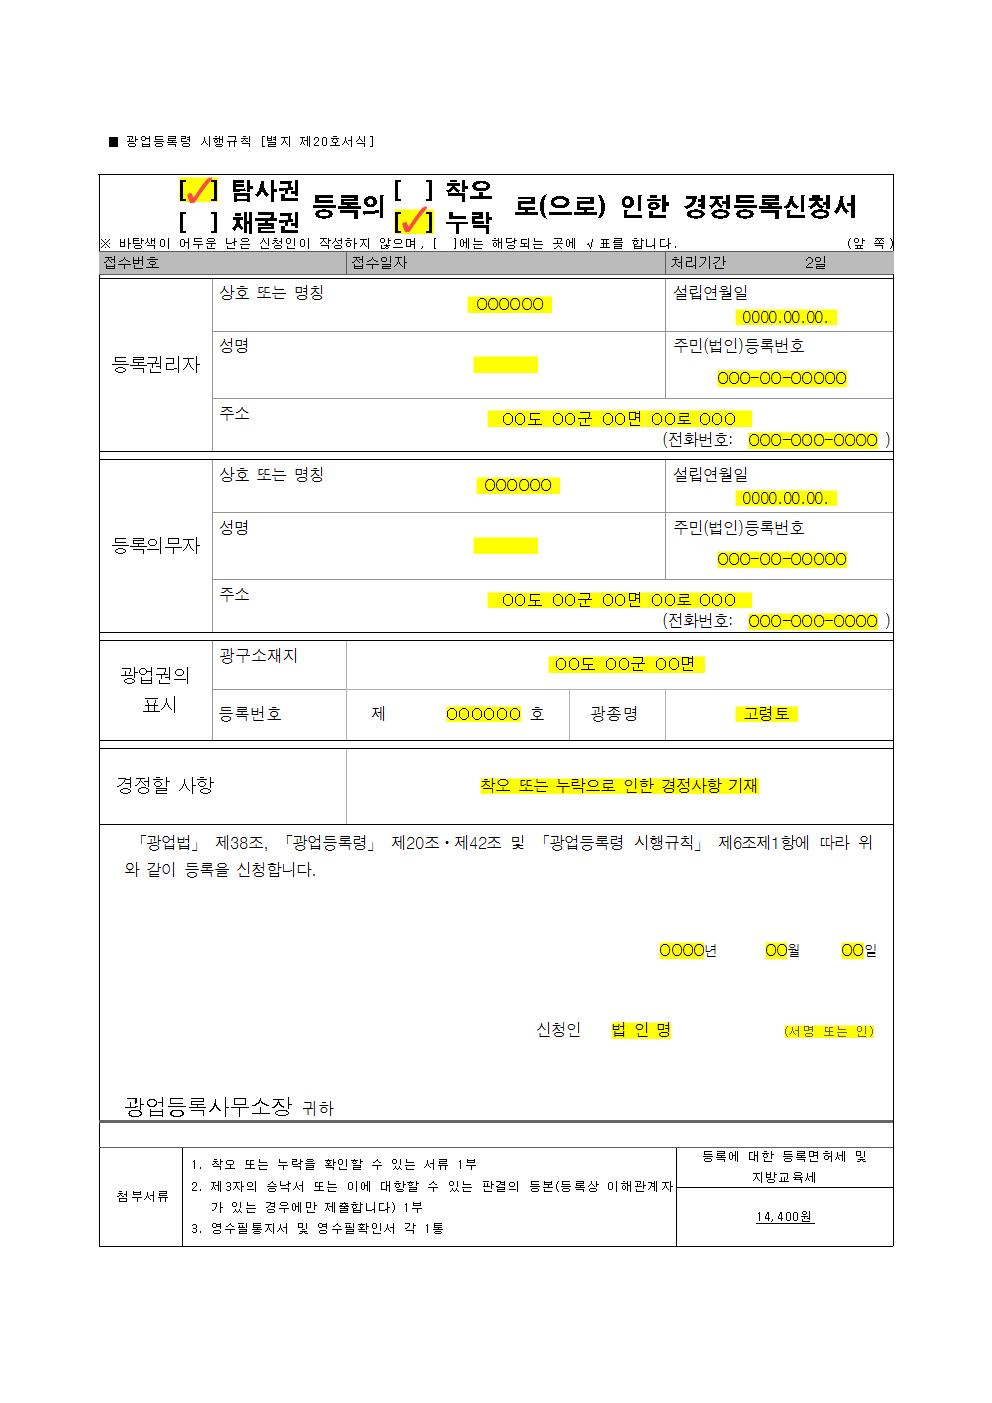 ■ 광업등록령 시행규칙 [별지 제20호서식]
[✓] 탐사권 등록의 [ ] 착오 로(으로) 인한 경정등록신청서
[ ] 채굴권 [✓] 누락
※ 바탕색이 어두운 난은 신청인이 작성하지 않으며, [ ]에는 해당되는 곳에 √표를 합니다. (앞 쪽)
접수번호 접수일자 처리기간 2일
등록권리자
상호 또는 명칭 OOOOOO
설립연월일 0000.00.00.
성명
주민(법인)등록번호 OOO-OO-OOOOO
주소 OO도 OO군 OO면 OO로 OOO
(전화번호: OOO-OOO-OOOO )
등록의무자
상호 또는 명칭 OOOOOO
설립연월일 0000.00.00.
성명
주민(법인)등록번호 OOO-OO-OOOOO
주소 OO도 OO군 OO면 OO로 OOO
(전화번호: OOO-OOO-OOOO )
광업권의
표시
광구소재지 OO도 OO군 OO면
등록번호 제 OOOOOO 호 광종명 고령토
경정할 사항 착오 또는 누락으로 인한 경정사항 기재
「광업법」 제38조, 「광업등록령」 제20조·제42조 및 「광업등록령 시행규칙」 제6조제1항에 따라 위
와 같이 등록을 신청합니다.
OOOO년 OO월 OO일
신청인 법 인 명 (서명 또는 인)
광업등록사무소장 귀하
첨부서류
1. 착오 또는 누락을 확인할 수 있는 서류 1부
2. 제3자의 승낙서 또는 이에 대항할 수 있는 판결의 등본(등록상 이해관계자
가 있는 경우에만 제출합니다) 1부
3. 영수필통지서 및 영수필확인서 각 1통
등록에 대한 등록면허세 및
지방교육세
14,400원